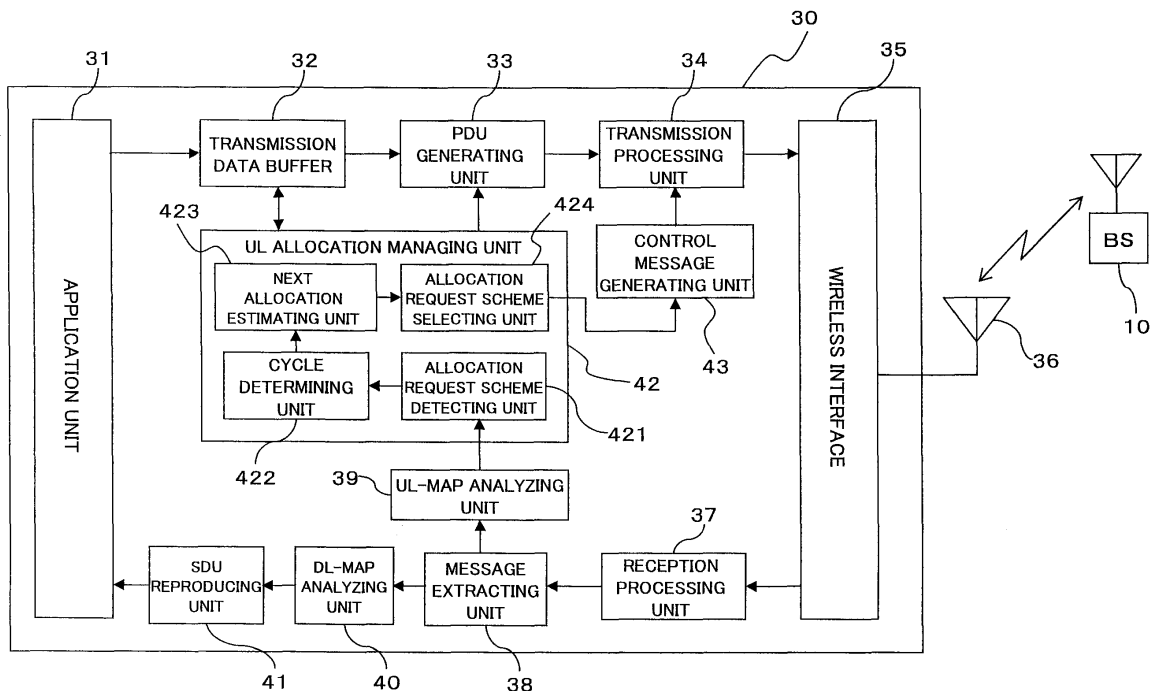 30
31
32
33
34
35
TRANSMISSION
DATA BUFFER
PDU
GENERATING
UNIT
TRANSMISSION
PROCESSING
UNIT
423
424
UL ALLOCATION MANAGING UNIT
NEXT
ALLOCATION
ESTIMATING UNIT
ALLOCATION
REQUEST SCHEME
SELECTING UNIT
CONTROL
MESSAGE
GENERATING UNIT
BS
10
APPLICATION UNIT
WIRELESS INTERFACE
36
CYCLE
DETERMINING
UNIT
ALLOCATION
REQUEST SCHEME
DETECTING UNIT
42
43
421
422
39
UL-MAP ANALYZING
UNIT
37
SDU
REPRODUCING
UNIT
DL-MAP
ANALYZING
UNIT
MESSAGE
EXTRACTING
UNIT
RECEPTION
PROCESSING
UNIT
41
40
38